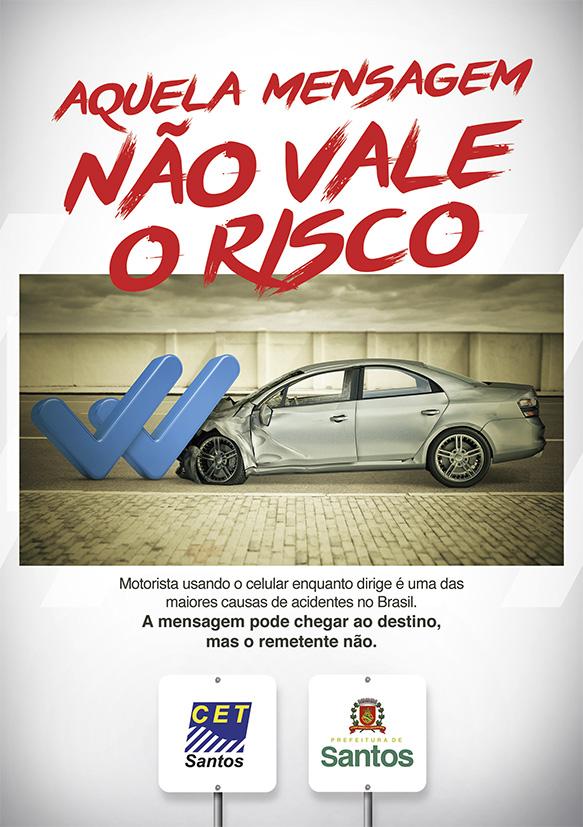 AQUELA MENSAGEM
NÃO VALE
O RISCO
Motorista usando o celular enquanto dirige é uma das
maiores causas de acidentes no Brasil.
A mensagem pode chegar ao destino,
mas o remetente não.
CET
Santos
PREFEITURA DE
Santos